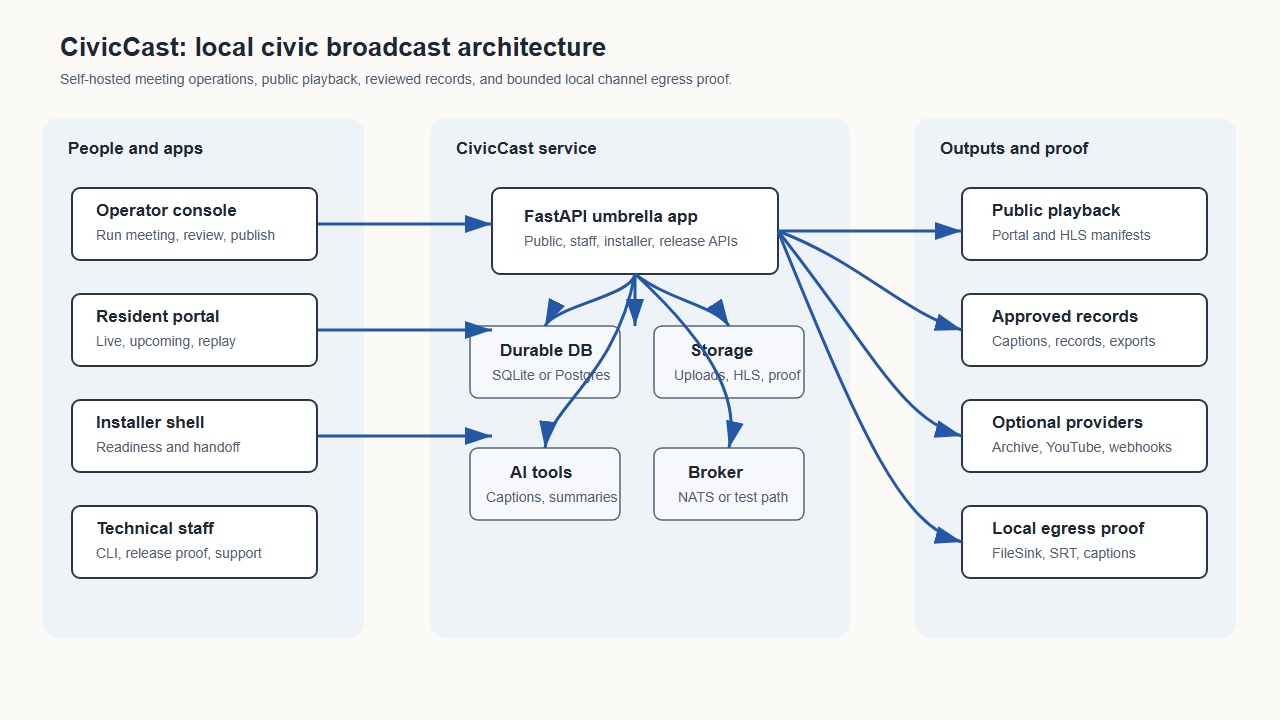 CivicCast: local civic broadcast architecture
Self-hosted meeting operations, public playback, reviewed records, and bounded local channel egress proof.
People and apps
Operator console
Run meeting, review, publish
Resident portal
Live, upcoming, replay
Installer shell
Readiness and handoff
Technical staff
CLI, release proof, support
CivicCast service
FastAPI umbrella app
Public, staff, installer, release APIs
Durable DB
SQLite or Postgres
Storage
Uploads, HLS, proof
AI tools
Captions, summaries
Broker
NATS or test path
Outputs and proof
Public playback
Portal and HLS manifests
Approved records
Captions, records, exports
Optional providers
Archive, YouTube, webhooks
Local egress proof
FileSink, SRT, captions